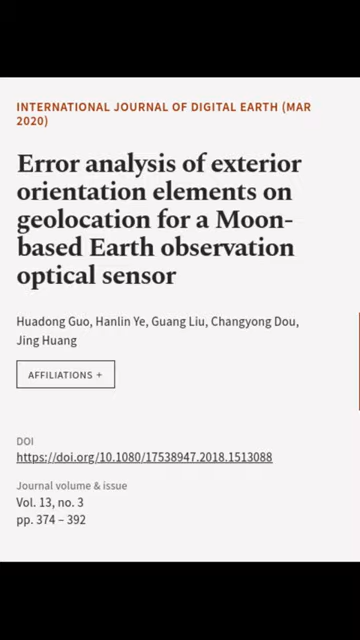 INTERNATIONAL JOURNAL OF DIGITAL EARTH (MAR
2020)
Error analysis of exterior
orientation elements on
geolocation for a Moon-
based Earth observation
optical sensor
Huadong Guo, Hanlin Ye, Guang Liu, Changyong Dou,
Jing Huang
AFFILIATIONS +
DOI
https://doi.org/10.1080/17538947.2018.1513088
Journal volume & issue
Vol. 13, no. 3
pp. 374 – 392